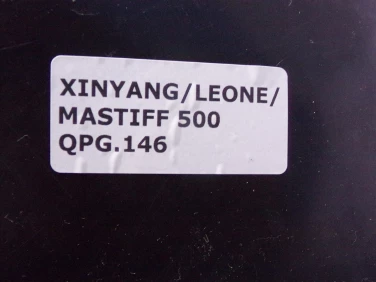 XINYANG/LEONE/
MASTIFF 500
QPG.146